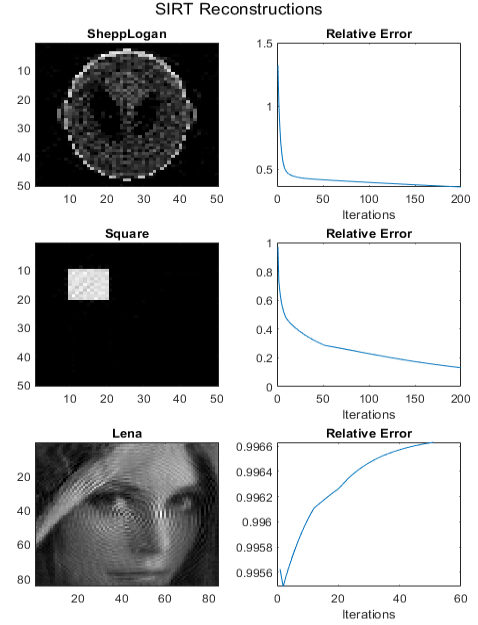 SIRT Reconstructions
SheppLogan
10
20
30
40
50
10 20 30 40 50
Relative Error
1.5
1
0.5
0 50 100 150 200
Iterations
Square
10
20
30
40
50
10 20 30 40 50
Relative Error
1
0.8
0.6
0.4
0.2
0
0 50 100 150 200
Iterations
Lena
20
40
60
80
20 40 60 80
Relative Error
0.9966
0.9964
0.9962
0.996
0.9958
0.9956
0 20 40 60
Iterations